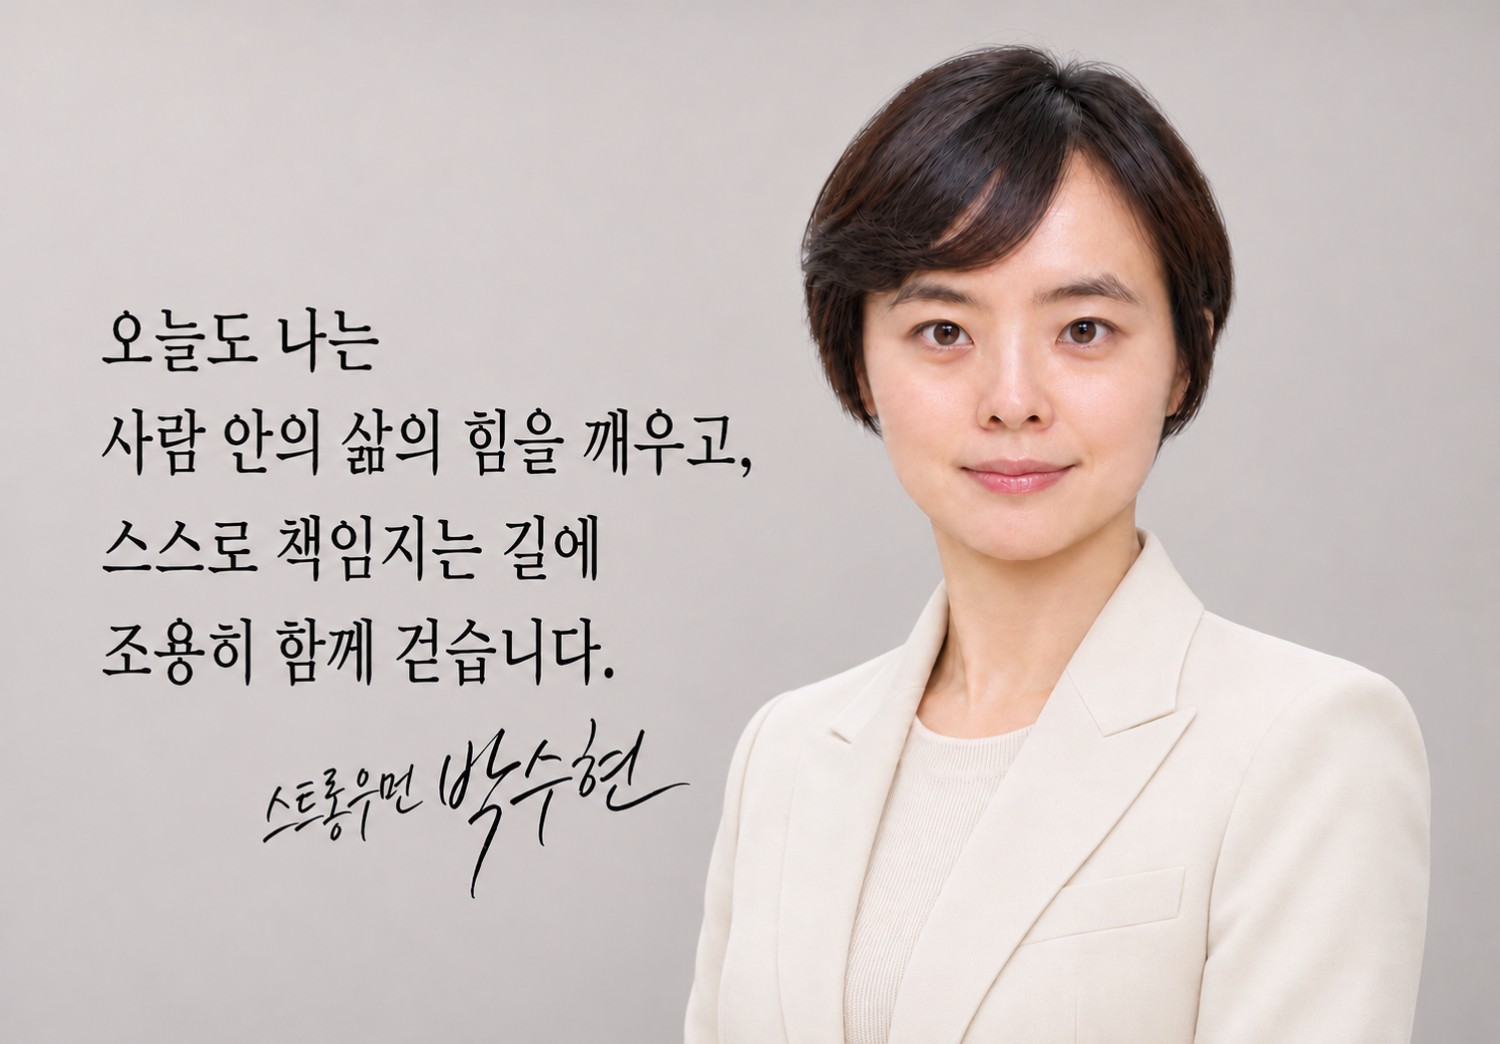 오늘도 나는
사람 안의 삶의 힘을 깨우고,
스스로 책임지는 길에
조용히 함께 걷습니다.
스트롱우먼 박수현